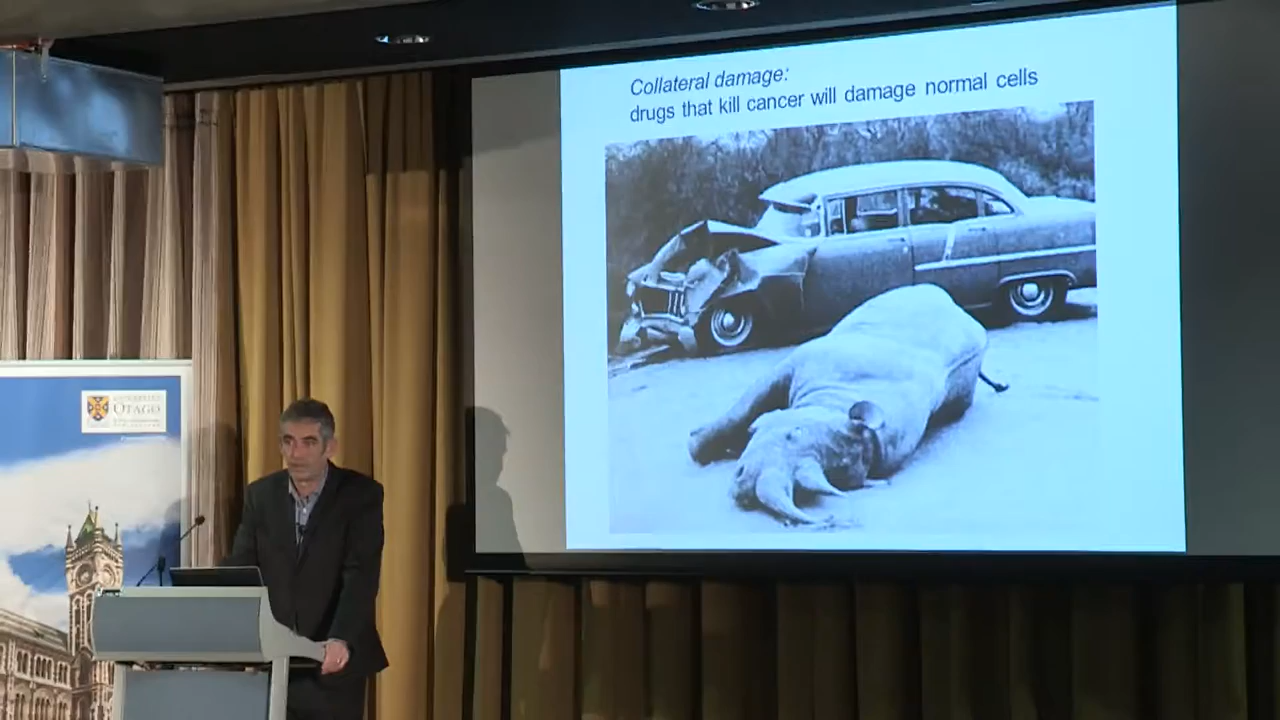 Collateral damage:
drugs that kill cancer will damage normal cells
OTAGO